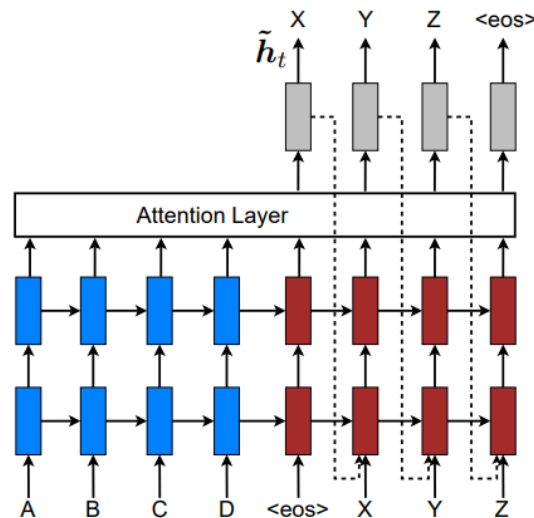 X Y Z <eos>
h̃t
Attention Layer
A B C D <eos> X Y Z